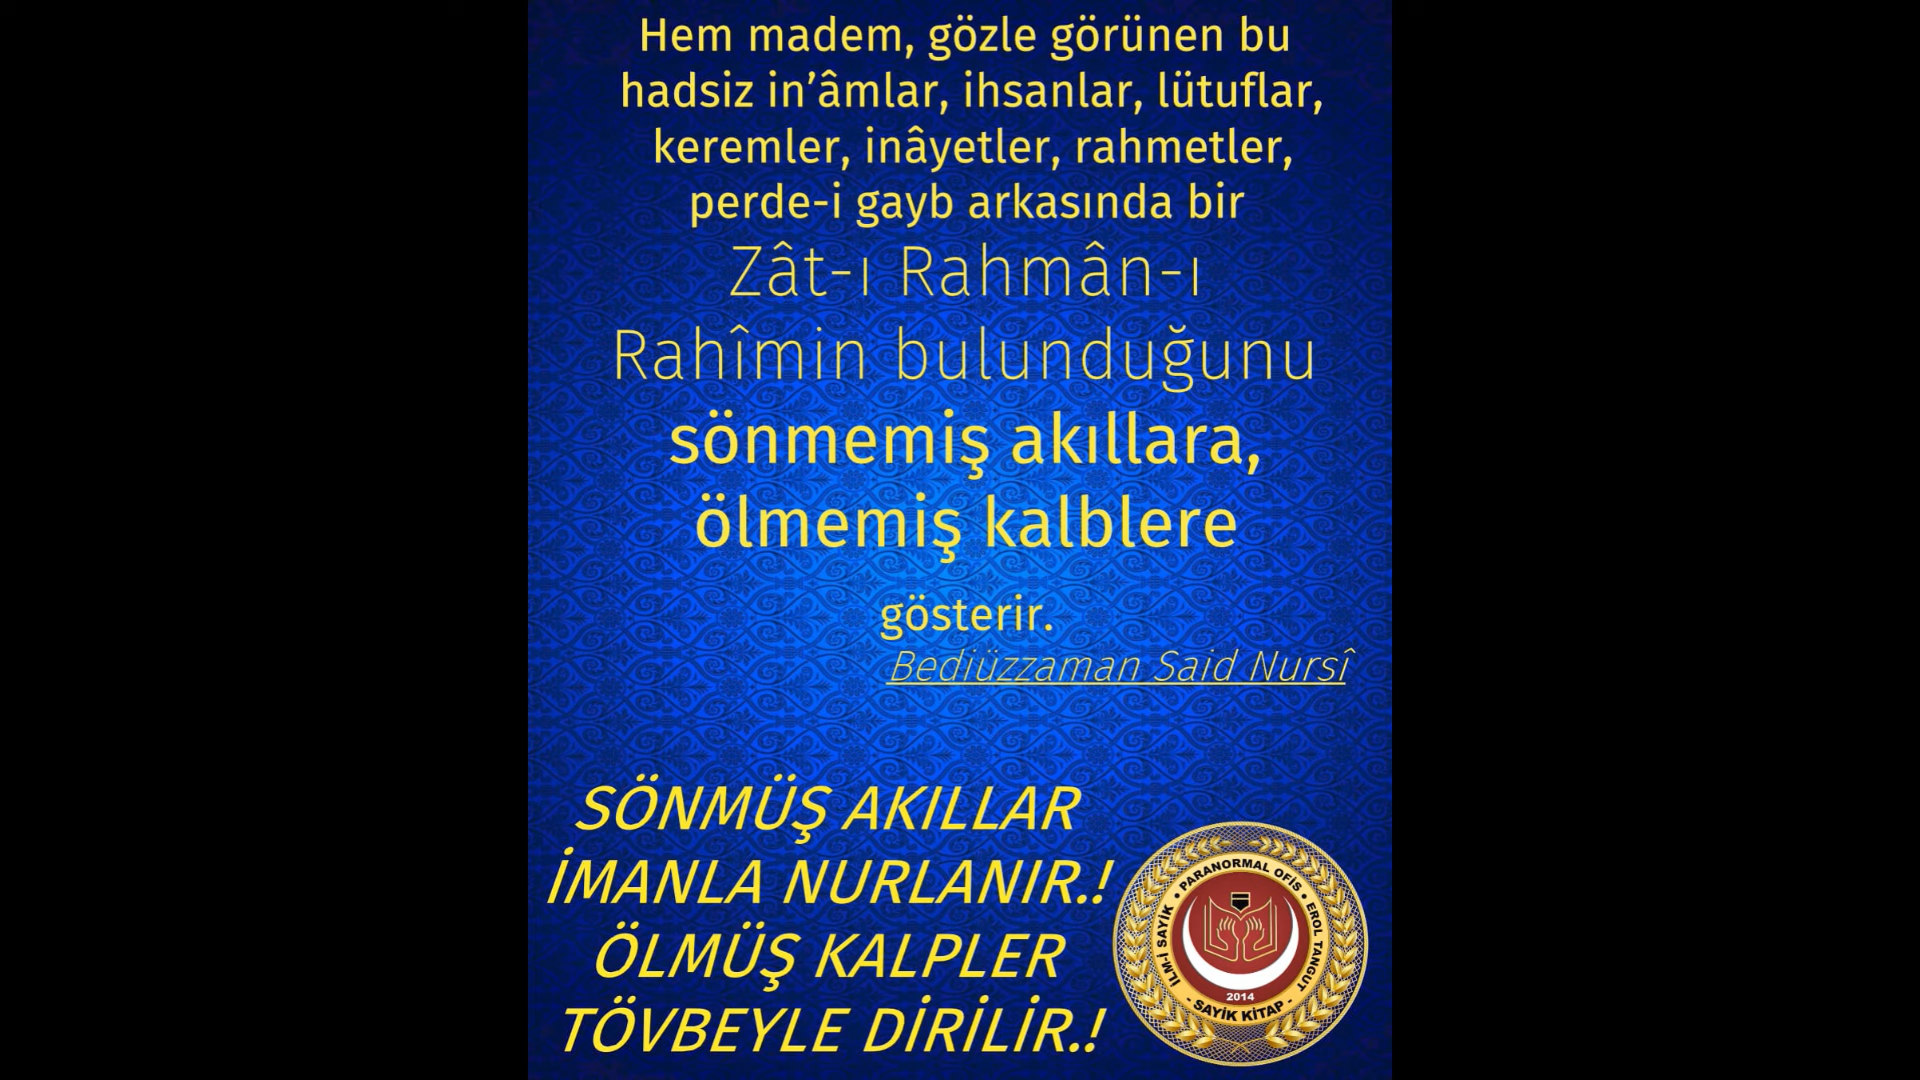 Hem madem, gözle görünen bu
hadsiz in’âmlar, ihsanlar, lütuflar,
keremler, inâyetler, rahmetler,
perde-i gayb arkasında bir
Zât-ı Rahmân-ı
Rahîmin bulunduğunu
sönmemiş akıllara,
ölmemiş kalblere
gösterir.
Bediüzzaman Said Nursî
SÖNMÜŞ AKILLAR
İMANLA NURLANIR.!
ÖLMÜŞ KALPLER
TÖVBEYLE DİRİLİR.!
İLM-İ SAYİK • PARANORMAL OFİS • EROL TANGUT
2014
- SAYİK KİTAP -